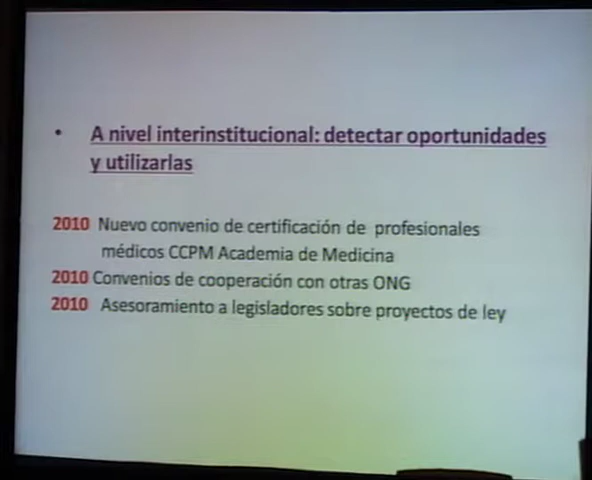 • A nivel interinstitucional: detectar oportunidades
y utilizarlas
2010 Nuevo convenio de certificación de profesionales
médicos CCPM Academia de Medicina
2010 Convenios de cooperación con otras ONG
2010 Asesoramiento a legisladores sobre proyectos de ley